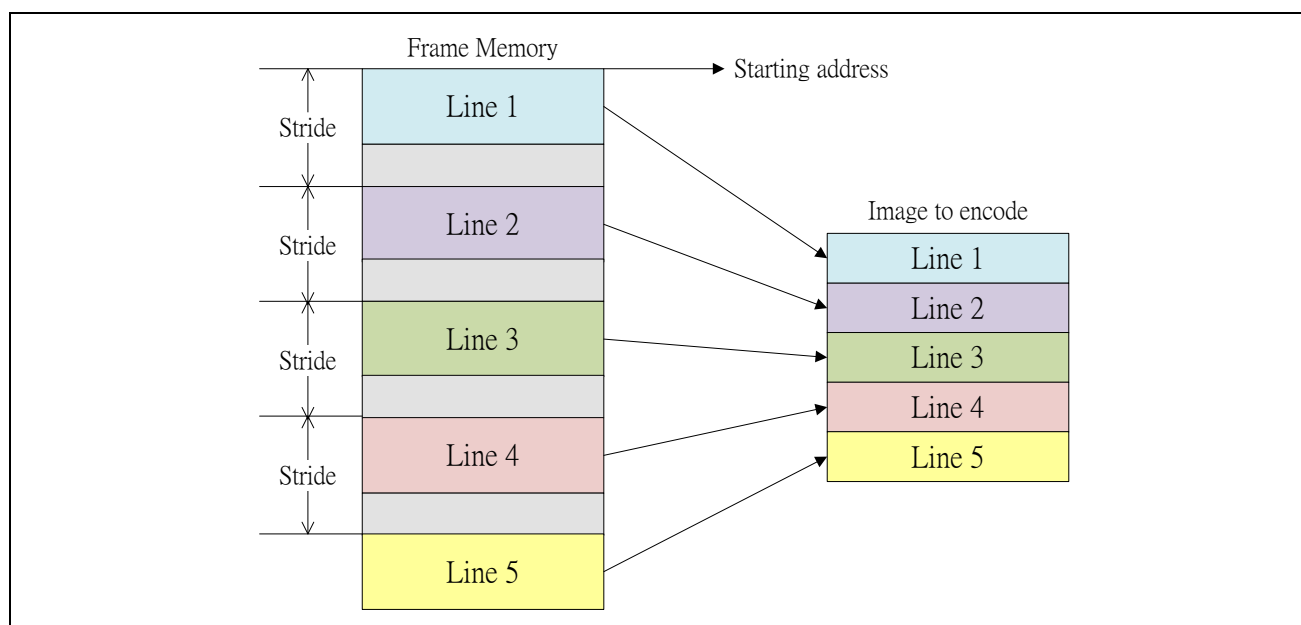 Frame Memory
Starting address
Line 1
Stride
Line 2
Stride
Line 3
Stride
Line 4
Stride
Line 5
Image to encode
Line 1
Line 2
Line 3
Line 4
Line 5